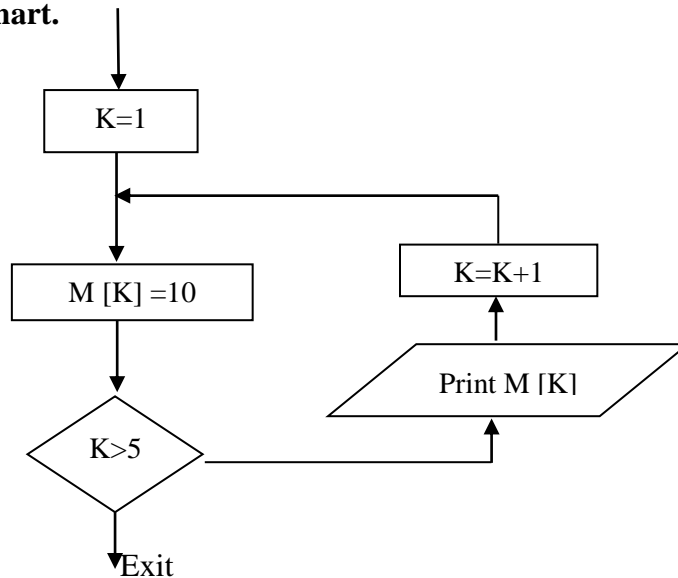 hart.
K=1
K=K+1
M [K] =10
Print M [K]
K>5
Exit